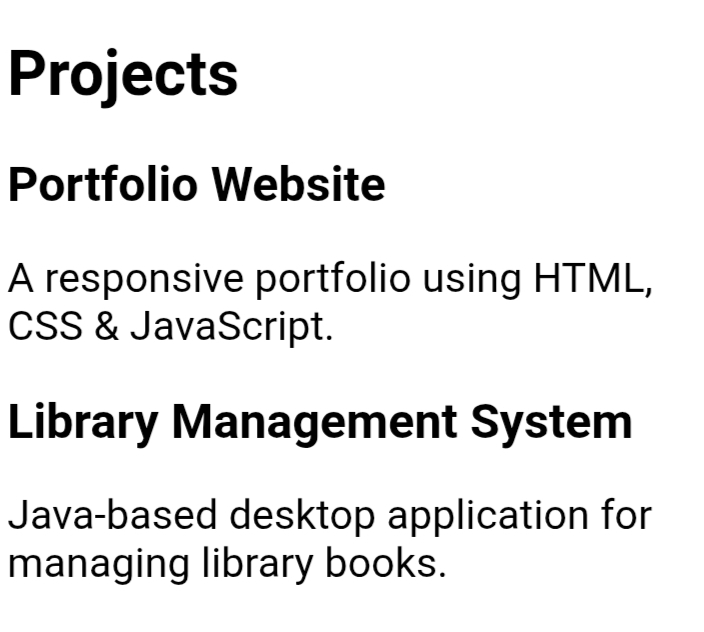 Projects
Portfolio Website
A responsive portfolio using HTML,
CSS & JavaScript.
Library Management System
Java-based desktop application for
managing library books.